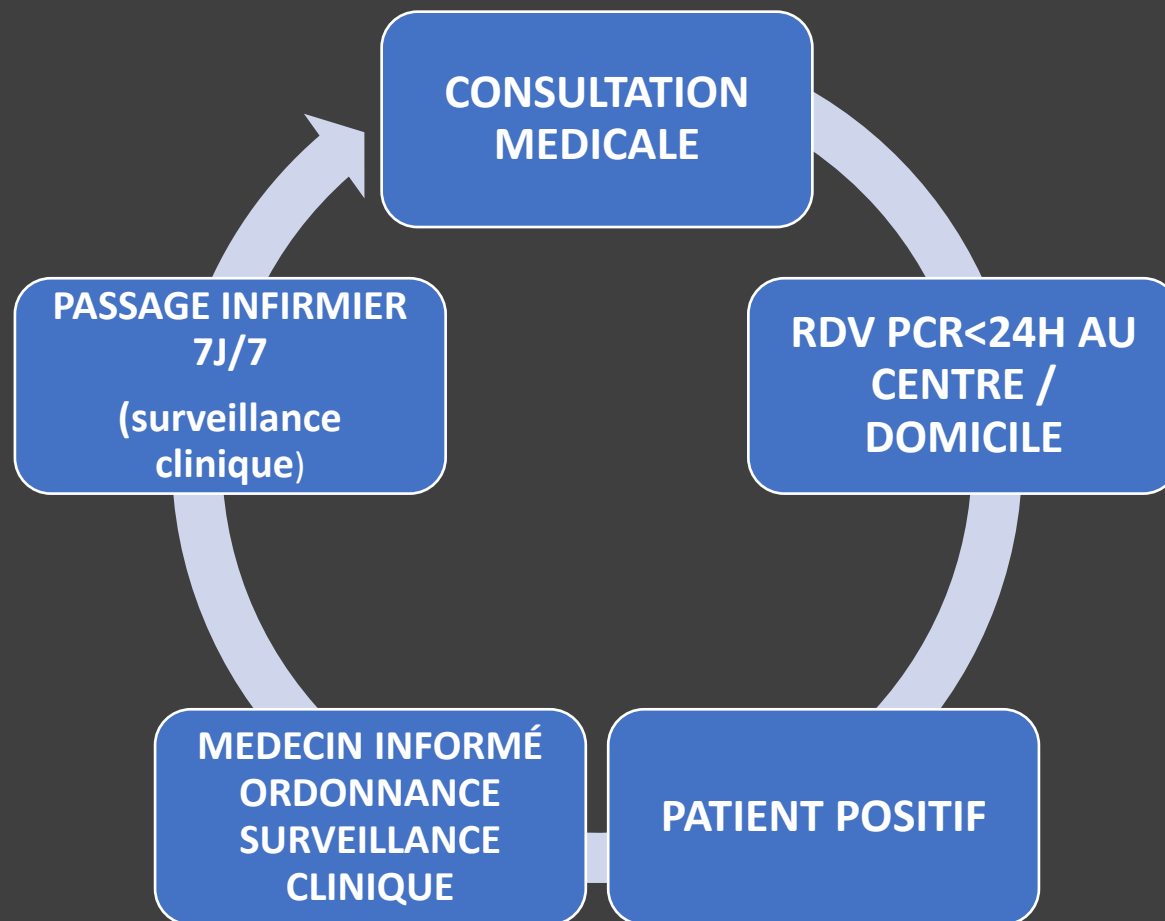 CONSULTATION
MEDICALE
RDV PCR<24H AU
CENTRE /
DOMICILE
PATIENT POSITIF
MEDECIN INFORMÉ
ORDONNANCE
SURVEILLANCE
CLINIQUE
PASSAGE INFIRMIER
7J/7
(surveillance
clinique)